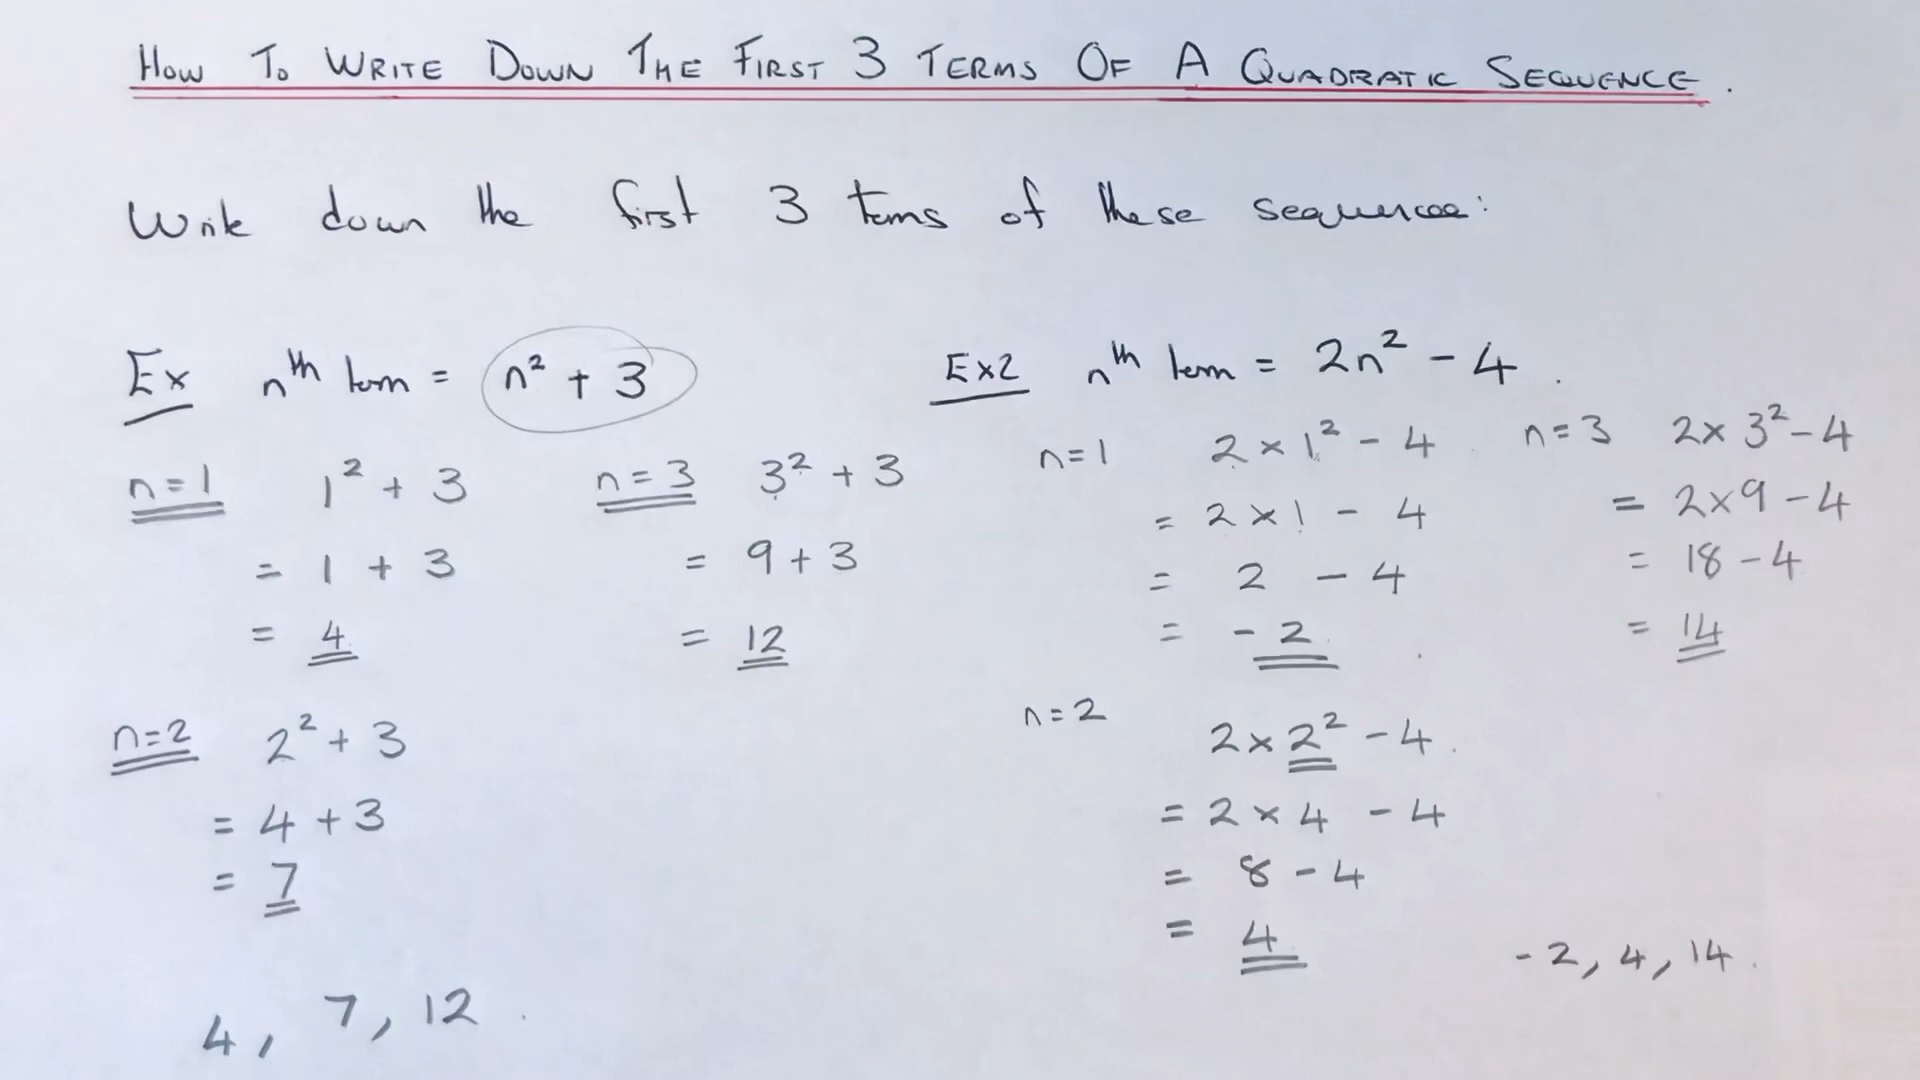 HOW TO WRITE DOWN THE FIRST 3 TERMS OF A QUADRATIC SEQUENCE.
Write down the first 3 terms of these sequences:
Ex nᵗʰ term = n² + 3
n=1 1² + 3
= 1 + 3
= 4
n=2 2² + 3
= 4 + 3
= 7
n=3 3² + 3
= 9 + 3
= 12
4, 7, 12.
Ex2 nᵗʰ term = 2n² - 4.
n=1 2 × 1² - 4
= 2 × 1 - 4
= 2 - 4
= -2
n=2 2 × 2² - 4.
= 2 × 4 - 4
= 8 - 4
= 4
n=3 2 × 3² - 4
= 2 × 9 - 4
= 18 - 4
= 14
-2, 4, 14.